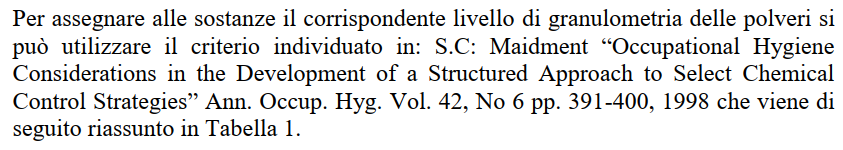 Per assegnare alle sostanze il corrispondente livello di granulometria delle polveri si
può utilizzare il criterio individuato in: S.C: Maidment “Occupational Hygiene
Considerations in the Development of a Structured Approach to Select Chemical
Control Strategies” Ann. Occup. Hyg. Vol. 42, No 6 pp. 391-400, 1998 che viene di
seguito riassunto in Tabella 1.